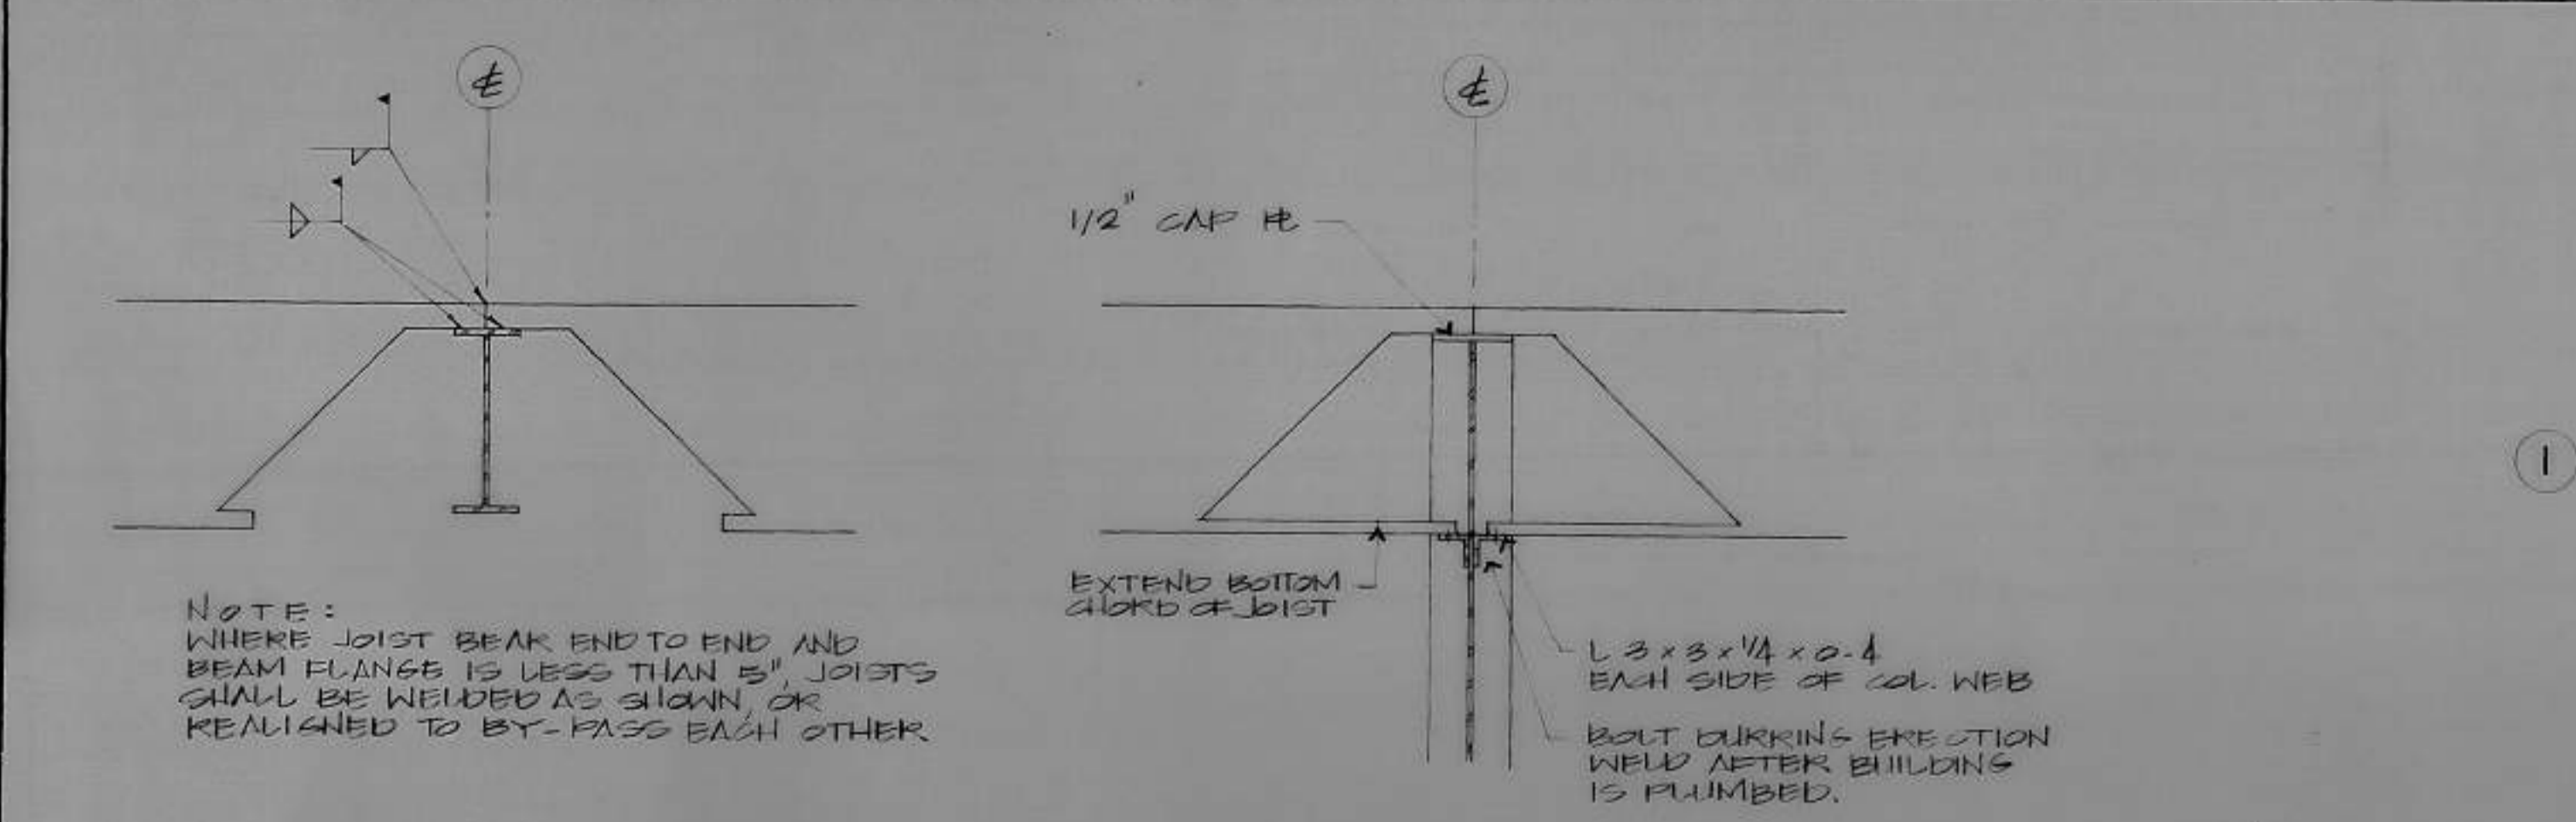 ℄
℄
1/2" CAP ℄
1
EXTEND BOTTOM
CHORD OF JOIST
NOTE:
WHERE JOIST BEAR END TO END AND
BEAM FLANGE IS LESS THAN 5", JOISTS
SHALL BE WELDED AS SHOWN, OR
REALIGNED TO BY-PASS EACH OTHER
L 3 x 3 x 1/4 x 0-4
EACH SIDE OF COL. WEB
BOLT DURRING ERECTION
WELD AFTER BUILDING
IS PLUMBED.